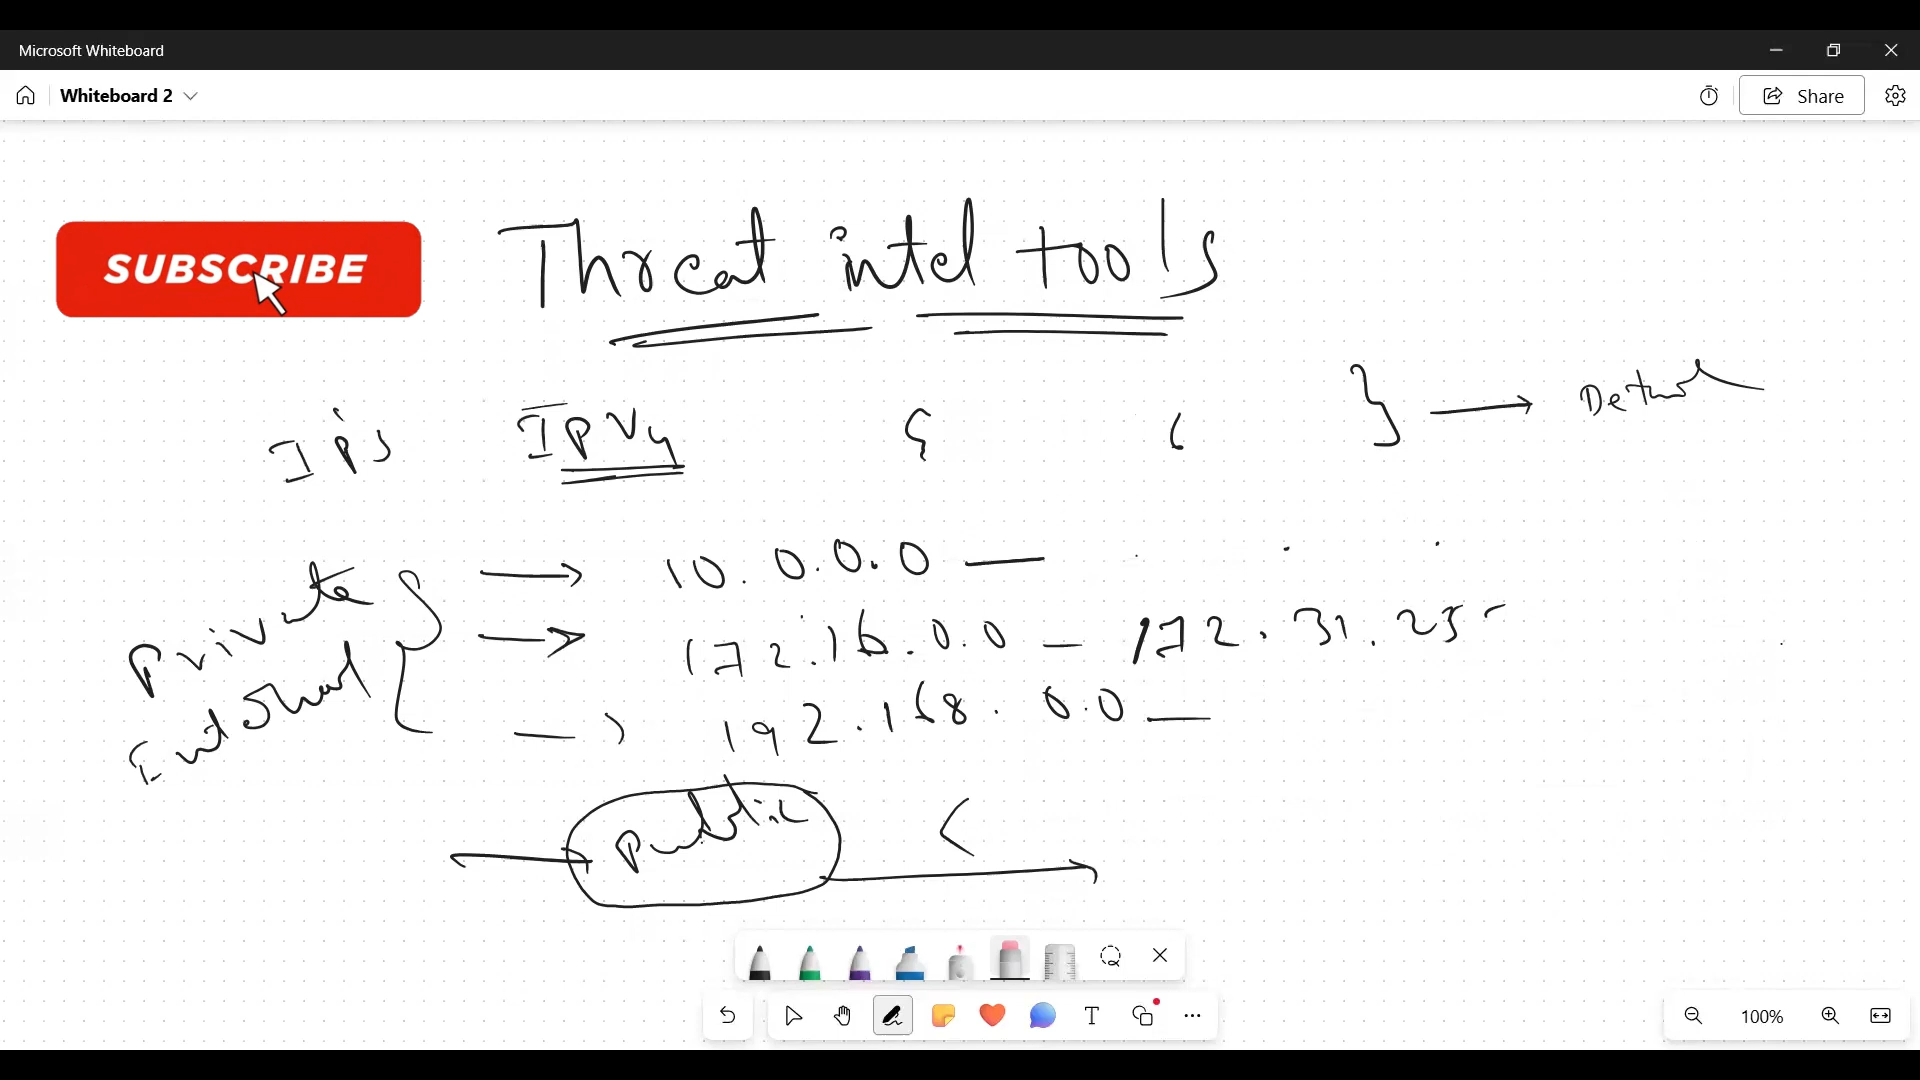 Microsoft Whiteboard
Whiteboard 2
Share
SUBSCRIBE
Threat intel tools
IPs IPV4
Private
10.0.0.0 —
172.16.0.0 — 172.31.255
192.168.0.0 —
Public
100%